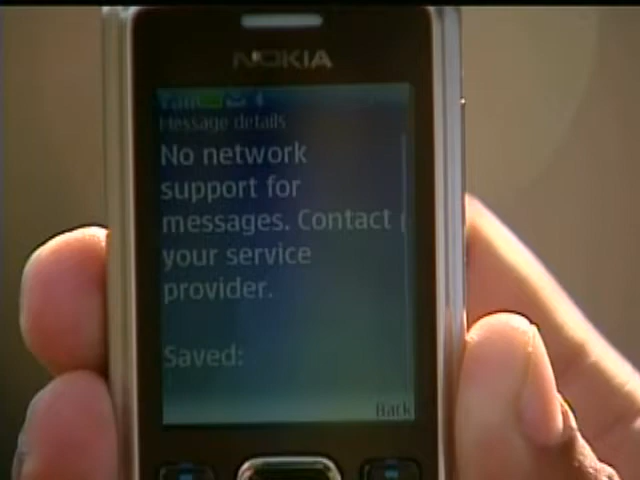 NOKIA
Message details
No network
support for
messages. Contact
your service
provider.
Saved:
Back